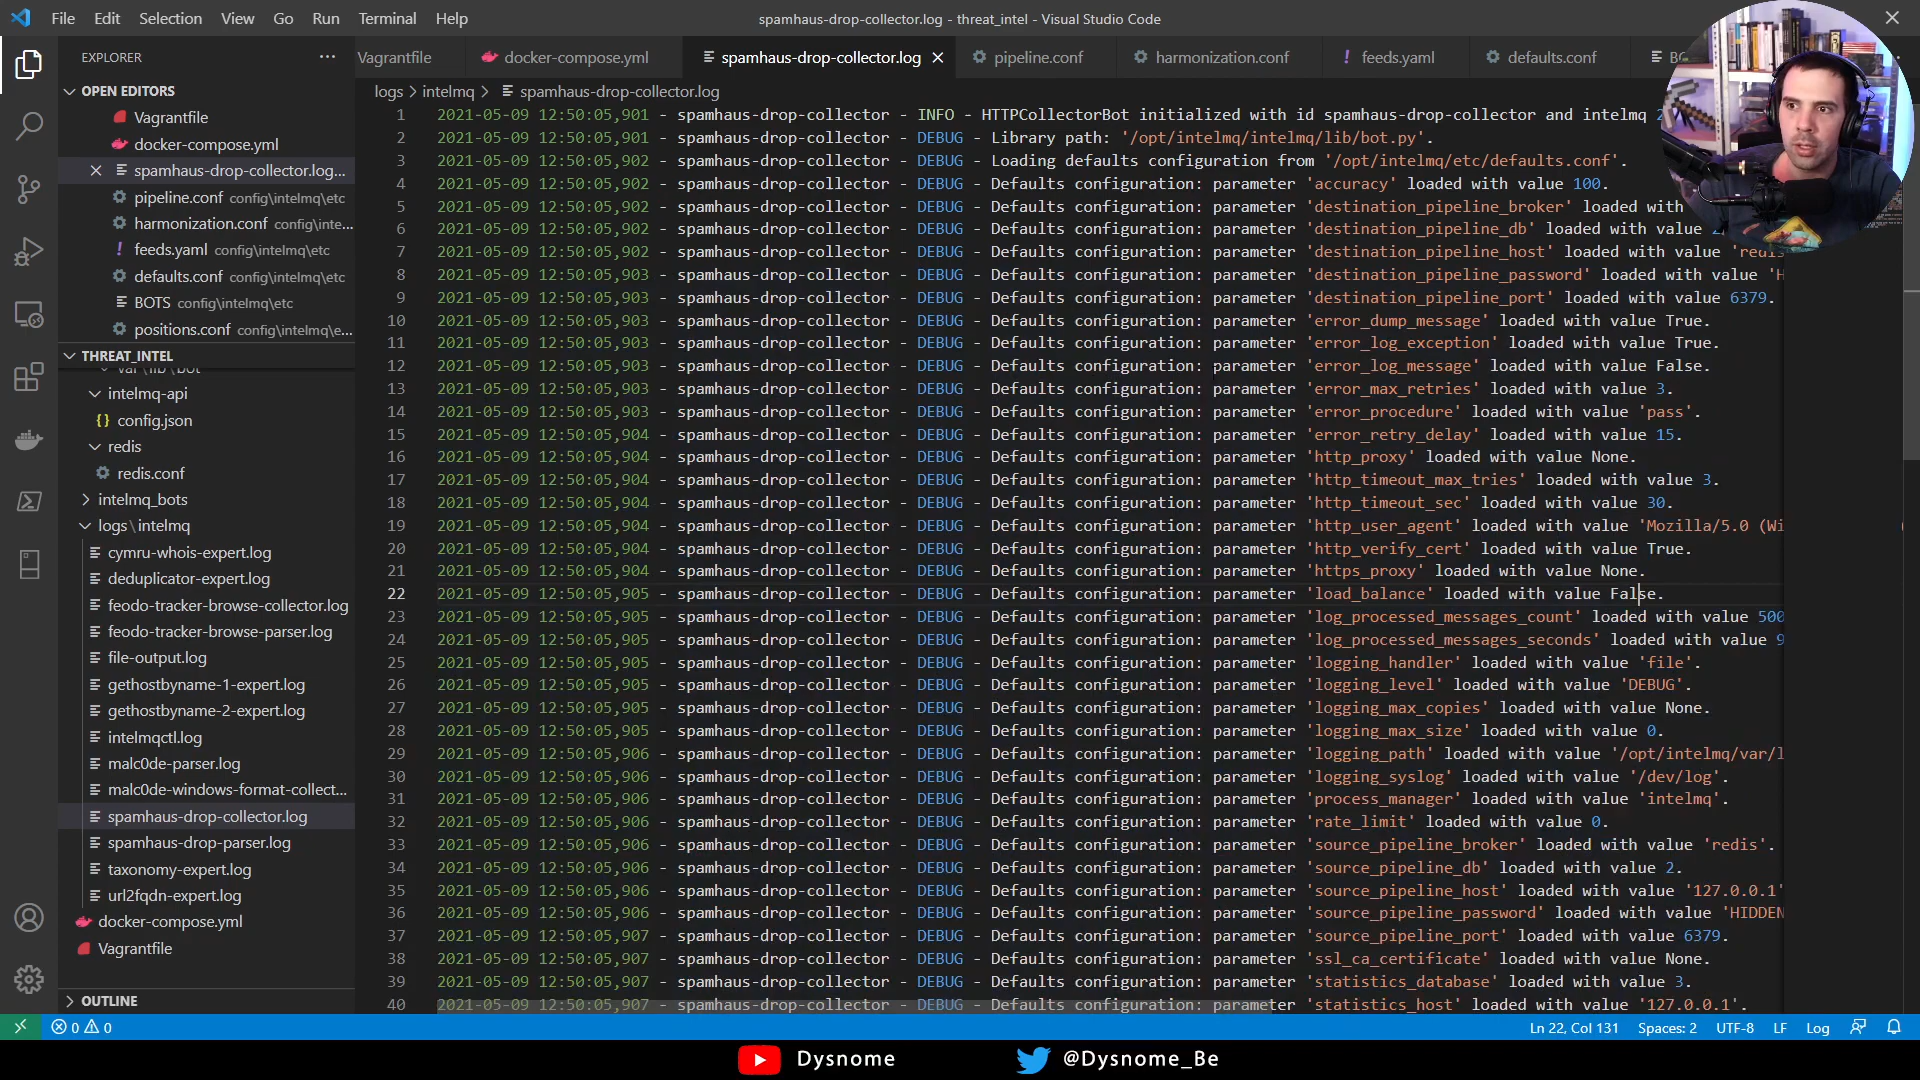 File Edit Selection View Go Run Terminal Help
spamhaus-drop-collector.log - threat_intel - Visual Studio Code
EXPLORER
Vagrantfile
docker-compose.yml
spamhaus-drop-collector.log
pipeline.conf
harmonization.conf
feeds.yaml
defaults.conf
OPEN EDITORS
Vagrantfile
docker-compose.yml
spamhaus-drop-collector.log...
pipeline.conf config\intelmq\etc
harmonization.conf config\inte...
feeds.yaml config\intelmq\etc
defaults.conf config\intelmq\etc
BOTS config\intelmq\etc
positions.conf config\intelmq\e...
THREAT_INTEL
var \ lib \ bot
intelmq-api
{} config.json
redis
redis.conf
intelmq_bots
logs\intelmq
cymru-whois-expert.log
deduplicator-expert.log
feodo-tracker-browse-collector.log
feodo-tracker-browse-parser.log
file-output.log
gethostbyname-1-expert.log
gethostbyname-2-expert.log
intelmqctl.log
malc0de-parser.log
malc0de-windows-format-collect...
spamhaus-drop-collector.log
spamhaus-drop-parser.log
taxonomy-expert.log
url2fqdn-expert.log
docker-compose.yml
Vagrantfile
OUTLINE
logs > intelmq > spamhaus-drop-collector.log
1 2021-05-09 12:50:05,901 - spamhaus-drop-collector - INFO - HTTPCollectorBot initialized with id spamhaus-drop-collector and intelmq
2 2021-05-09 12:50:05,902 - spamhaus-drop-collector - DEBUG - Library path: '/opt/intelmq/intelmq/lib/bot.py'.
3 2021-05-09 12:50:05,902 - spamhaus-drop-collector - DEBUG - Loading defaults configuration from '/opt/intelmq/etc/defaults.conf'.
4 2021-05-09 12:50:05,902 - spamhaus-drop-collector - DEBUG - Defaults configuration: parameter 'accuracy' loaded with value 100.
5 2021-05-09 12:50:05,902 - spamhaus-drop-collector - DEBUG - Defaults configuration: parameter 'destination_pipeline_broker' loaded with
6 2021-05-09 12:50:05,902 - spamhaus-drop-collector - DEBUG - Defaults configuration: parameter 'destination_pipeline_db' loaded with value
7 2021-05-09 12:50:05,902 - spamhaus-drop-collector - DEBUG - Defaults configuration: parameter 'destination_pipeline_host' loaded with value 'redis
8 2021-05-09 12:50:05,903 - spamhaus-drop-collector - DEBUG - Defaults configuration: parameter 'destination_pipeline_password' loaded with value 'H
9 2021-05-09 12:50:05,903 - spamhaus-drop-collector - DEBUG - Defaults configuration: parameter 'destination_pipeline_port' loaded with value 6379.
10 2021-05-09 12:50:05,903 - spamhaus-drop-collector - DEBUG - Defaults configuration: parameter 'error_dump_message' loaded with value True.
11 2021-05-09 12:50:05,903 - spamhaus-drop-collector - DEBUG - Defaults configuration: parameter 'error_log_exception' loaded with value True.
12 2021-05-09 12:50:05,903 - spamhaus-drop-collector - DEBUG - Defaults configuration: parameter 'error_log_message' loaded with value False.
13 2021-05-09 12:50:05,903 - spamhaus-drop-collector - DEBUG - Defaults configuration: parameter 'error_max_retries' loaded with value 3.
14 2021-05-09 12:50:05,903 - spamhaus-drop-collector - DEBUG - Defaults configuration: parameter 'error_procedure' loaded with value 'pass'.
15 2021-05-09 12:50:05,904 - spamhaus-drop-collector - DEBUG - Defaults configuration: parameter 'error_retry_delay' loaded with value 15.
16 2021-05-09 12:50:05,904 - spamhaus-drop-collector - DEBUG - Defaults configuration: parameter 'http_proxy' loaded with value None.
17 2021-05-09 12:50:05,904 - spamhaus-drop-collector - DEBUG - Defaults configuration: parameter 'http_timeout_max_tries' loaded with value 3.
18 2021-05-09 12:50:05,904 - spamhaus-drop-collector - DEBUG - Defaults configuration: parameter 'http_timeout_sec' loaded with value 30.
19 2021-05-09 12:50:05,904 - spamhaus-drop-collector - DEBUG - Defaults configuration: parameter 'http_user_agent' loaded with value 'Mozilla/5.0 (Wi
20 2021-05-09 12:50:05,904 - spamhaus-drop-collector - DEBUG - Defaults configuration: parameter 'http_verify_cert' loaded with value True.
21 2021-05-09 12:50:05,904 - spamhaus-drop-collector - DEBUG - Defaults configuration: parameter 'https_proxy' loaded with value None.
22 2021-05-09 12:50:05,905 - spamhaus-drop-collector - DEBUG - Defaults configuration: parameter 'load_balance' loaded with value False.
23 2021-05-09 12:50:05,905 - spamhaus-drop-collector - DEBUG - Defaults configuration: parameter 'log_processed_messages_count' loaded with value 500
24 2021-05-09 12:50:05,905 - spamhaus-drop-collector - DEBUG - Defaults configuration: parameter 'log_processed_messages_seconds' loaded with value 9
25 2021-05-09 12:50:05,905 - spamhaus-drop-collector - DEBUG - Defaults configuration: parameter 'logging_handler' loaded with value 'file'.
26 2021-05-09 12:50:05,905 - spamhaus-drop-collector - DEBUG - Defaults configuration: parameter 'logging_level' loaded with value 'DEBUG'.
27 2021-05-09 12:50:05,905 - spamhaus-drop-collector - DEBUG - Defaults configuration: parameter 'logging_max_copies' loaded with value None.
28 2021-05-09 12:50:05,905 - spamhaus-drop-collector - DEBUG - Defaults configuration: parameter 'logging_max_size' loaded with value 0.
29 2021-05-09 12:50:05,906 - spamhaus-drop-collector - DEBUG - Defaults configuration: parameter 'logging_path' loaded with value '/opt/intelmq/var/l
30 2021-05-09 12:50:05,906 - spamhaus-drop-collector - DEBUG - Defaults configuration: parameter 'logging_syslog' loaded with value '/dev/log'.
31 2021-05-09 12:50:05,906 - spamhaus-drop-collector - DEBUG - Defaults configuration: parameter 'process_manager' loaded with value 'intelmq'.
32 2021-05-09 12:50:05,906 - spamhaus-drop-collector - DEBUG - Defaults configuration: parameter 'rate_limit' loaded with value 0.
33 2021-05-09 12:50:05,906 - spamhaus-drop-collector - DEBUG - Defaults configuration: parameter 'source_pipeline_broker' loaded with value 'redis'.
34 2021-05-09 12:50:05,906 - spamhaus-drop-collector - DEBUG - Defaults configuration: parameter 'source_pipeline_db' loaded with value 2.
35 2021-05-09 12:50:05,906 - spamhaus-drop-collector - DEBUG - Defaults configuration: parameter 'source_pipeline_host' loaded with value '127.0.0.1'
36 2021-05-09 12:50:05,906 - spamhaus-drop-collector - DEBUG - Defaults configuration: parameter 'source_pipeline_password' loaded with value 'HIDDEN
37 2021-05-09 12:50:05,907 - spamhaus-drop-collector - DEBUG - Defaults configuration: parameter 'source_pipeline_port' loaded with value 6379.
38 2021-05-09 12:50:05,907 - spamhaus-drop-collector - DEBUG - Defaults configuration: parameter 'ssl_ca_certificate' loaded with value None.
39 2021-05-09 12:50:05,907 - spamhaus-drop-collector - DEBUG - Defaults configuration: parameter 'statistics_database' loaded with value 3.
40 2021-05-09 12:50:05,907 - spamhaus-drop-collector - DEBUG - Defaults configuration: parameter 'statistics_host' loaded with value '127.0.0.1'.
0 0
Ln 22, Col 131 Spaces: 2 UTF-8 LF Log
Dysnome @Dysnome_Be